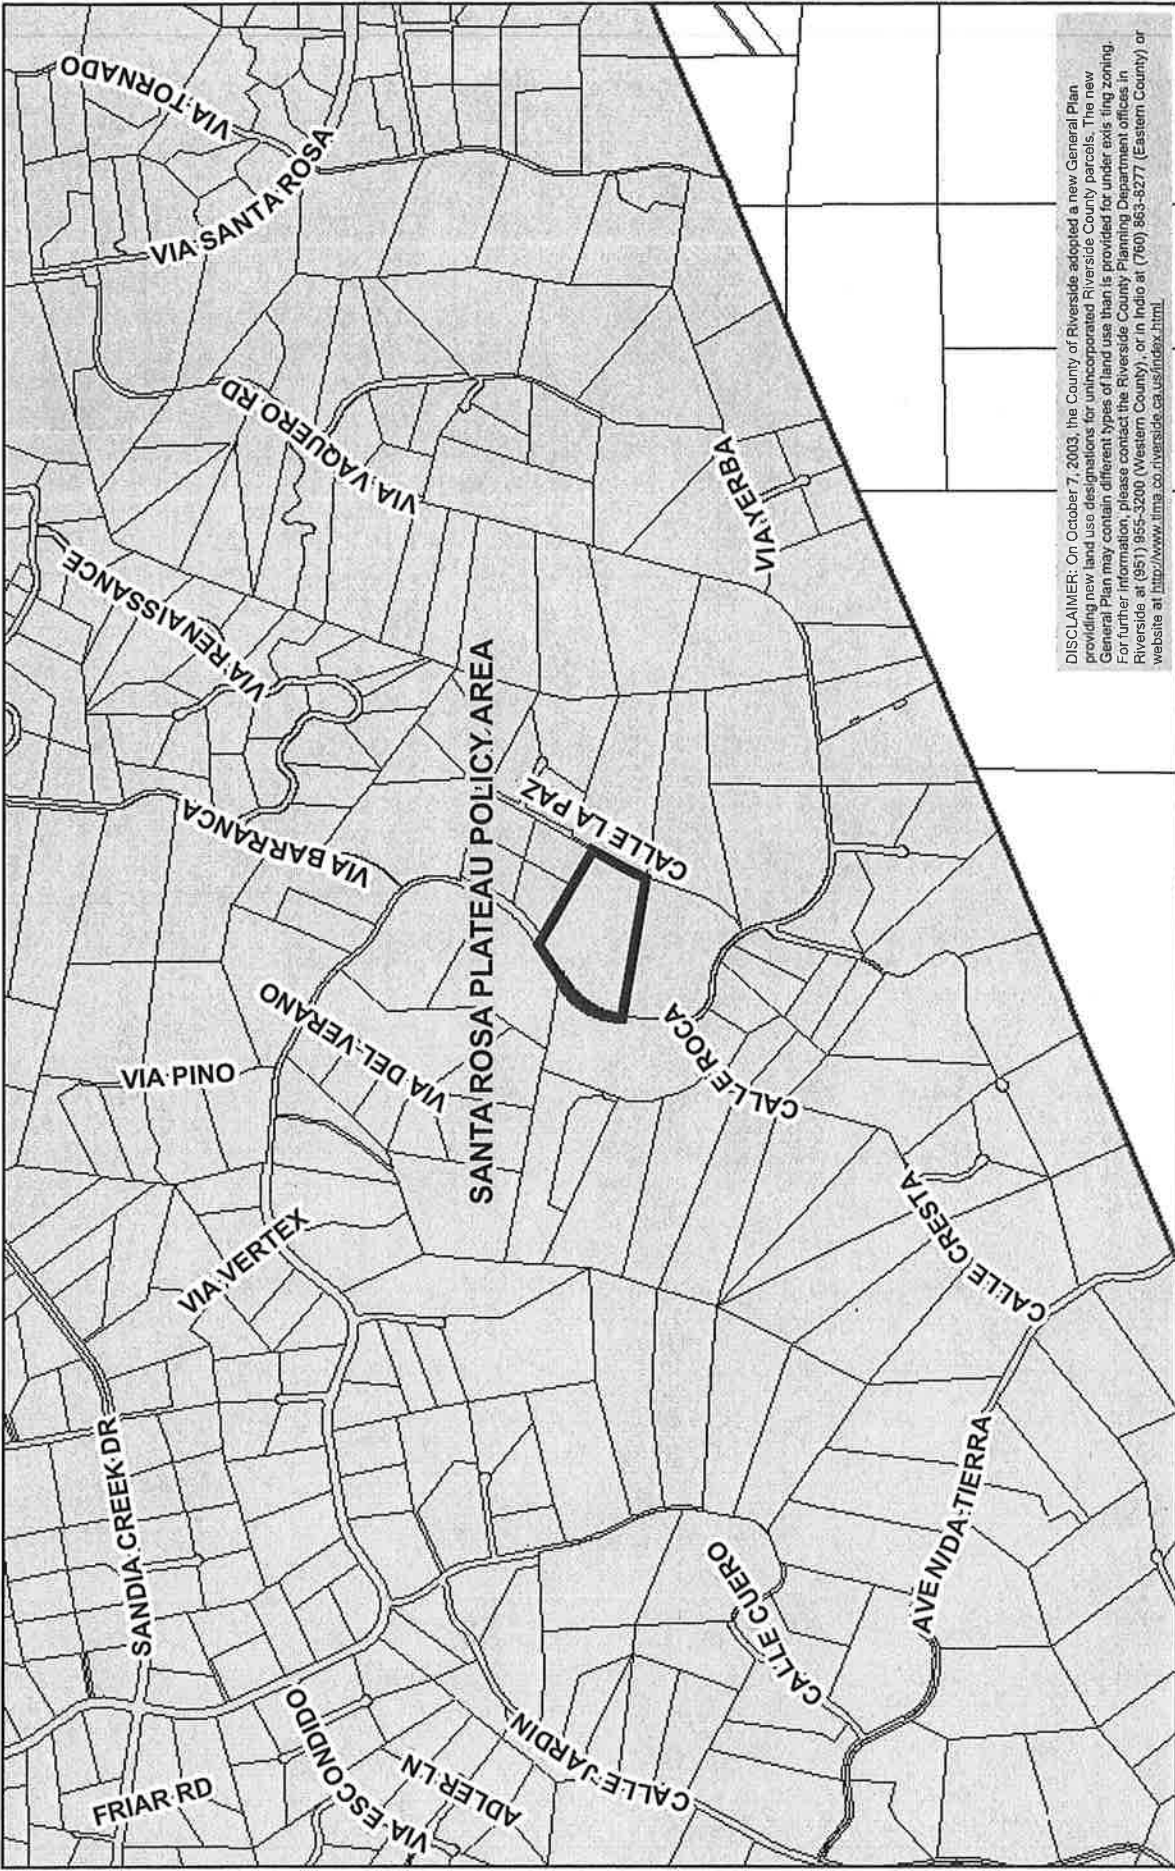 FRIAR RD
SANDIA CREEK DR
VIA ESCONDIDO
ADLER LN
CALLE JARDIN
CALLE CUERO
AVENIDA TIERRA
VIA VERTEX
VIA PINO
VIA DEL VERANO
SANTA ROSA PLATEAU POLICY AREA
CALLE ROCA
CALLE CRESTA
VIA BARRANCA
CALLE LA PAZ
VIA RENAISSANCE
VIA VAQUERO RD
VIA YERBA
VIA SANTA ROSA
VIA TORNADO
DISCLAIMER: On October 7, 2003, the County of Riverside adopted a new General Plan
providing new land use designations for unincorporated Riverside County parcels. The new
General Plan may contain different types of land use than is provided for under exis ting zoning.
For further information, please contact the Riverside County Planning Department offices in
Riverside at (951) 955-3200 (Western County), or in Indio at (760) 863-8277 (Eastern County) or
website at http://www.tlma.co.riverside.ca.us/index.html